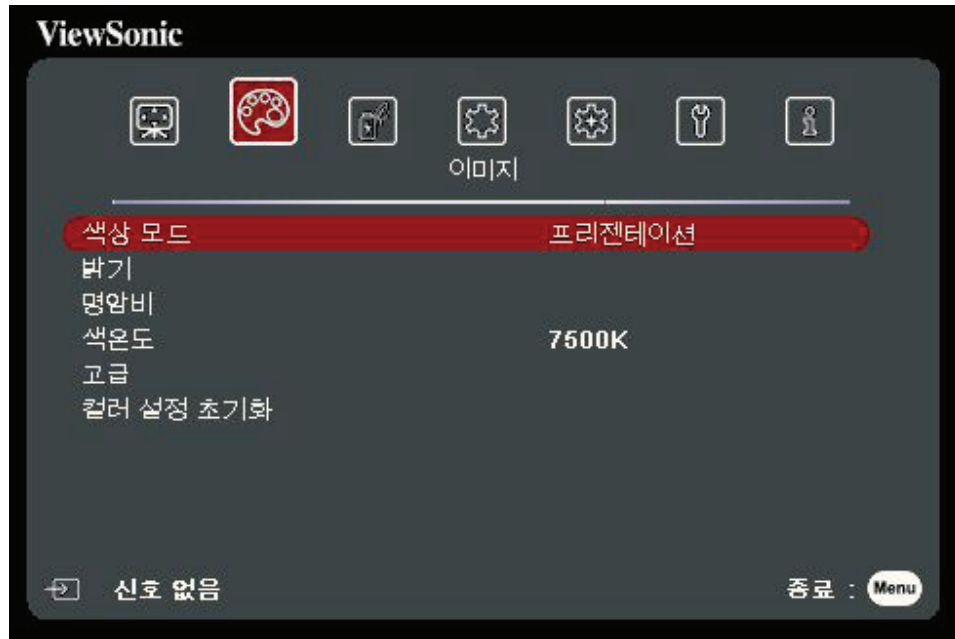 ViewSonic
이미지
색상 모드 프리젠테이션
밝기
명암비
색온도 7500K
고급
컬러 설정 초기화
신호 없음 종료 : Menu